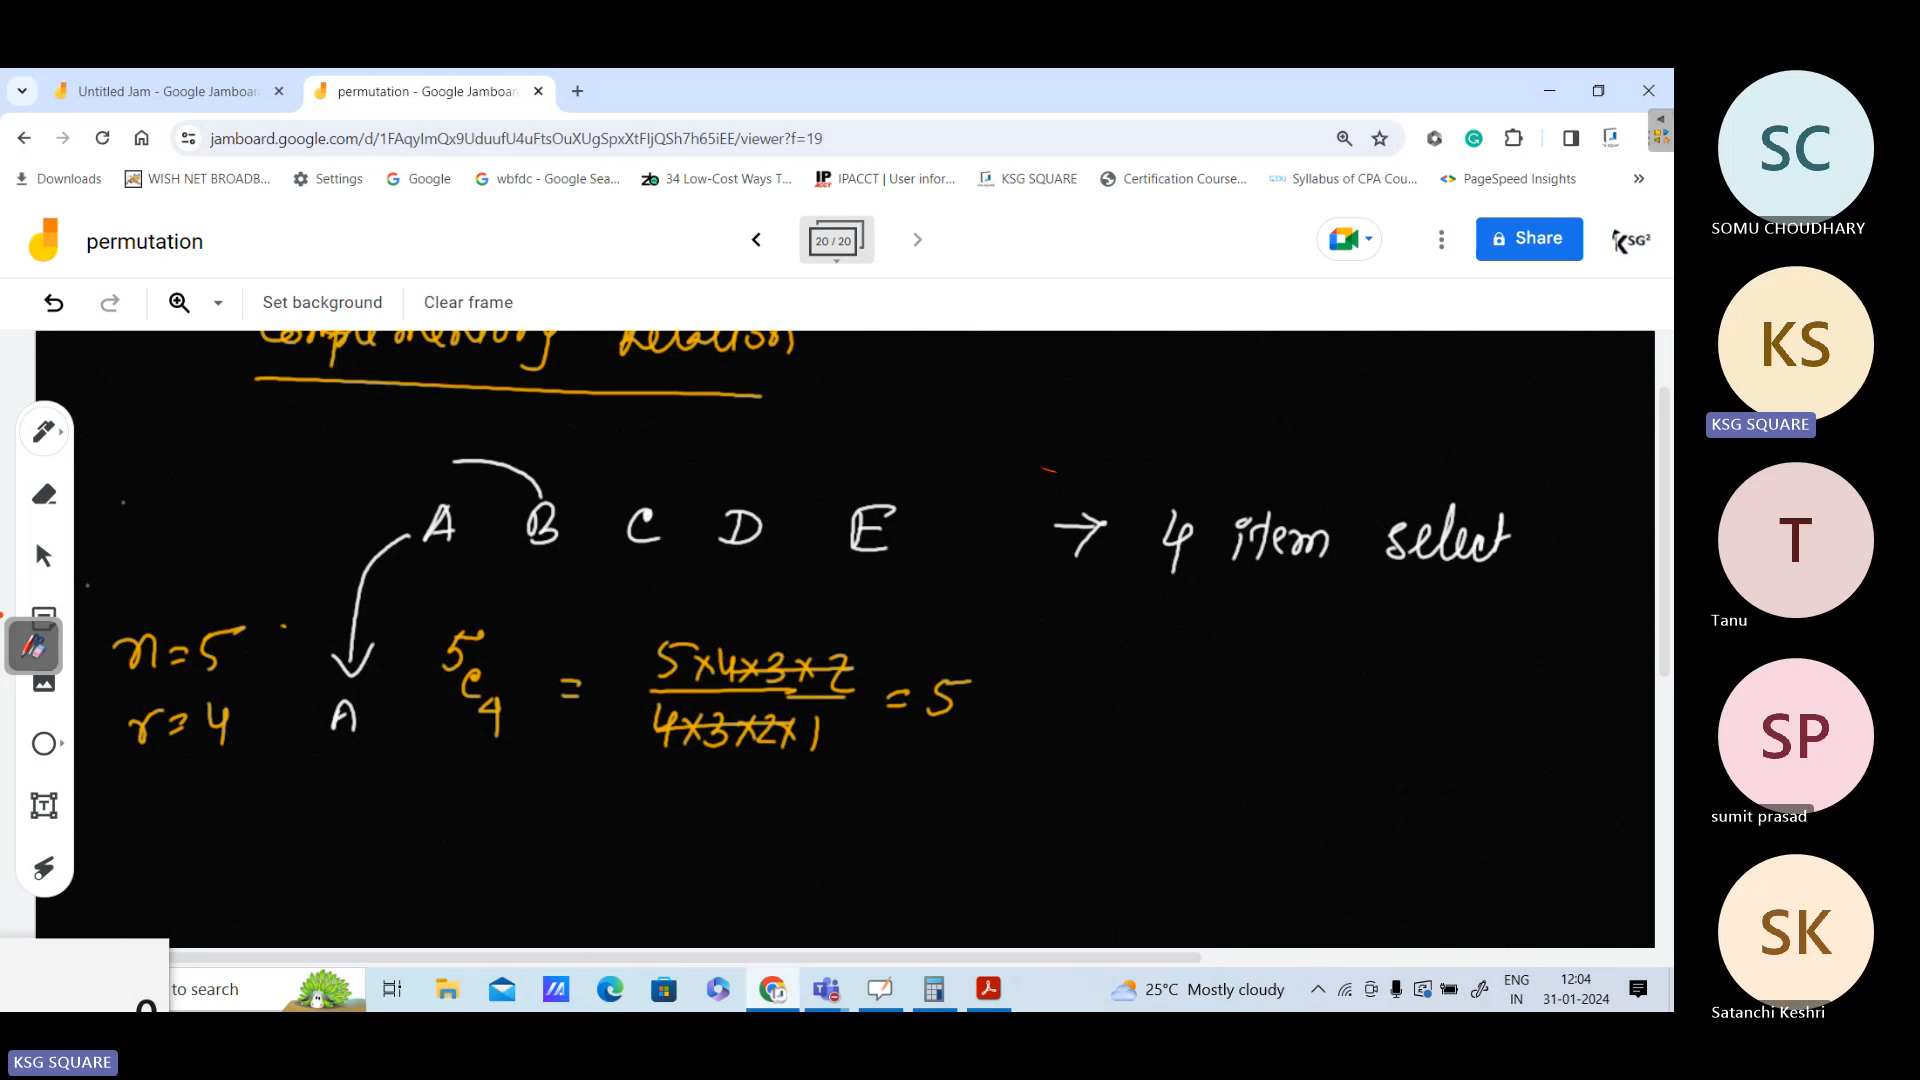 Untitled Jam - Google Jamboar
permutation - Google Jamboar
jamboard.google.com/d/1FAqyImQx9UduufU4uFtsOuXUgSpxXtFIjQSh7h65iEE/viewer?f=19
Downloads WISH NET BROADB... Settings Google wbfdc - Google Sea... 34 Low-Cost Ways T... IPACCT | User infor... KSG SQUARE Certification Course... Syllabus of CPA Cou... PageSpeed Insights
permutation
20 / 20
Share
KSG²
Set background Clear frame
Complementary Relation
A B C D E → 4 item select
n = 5
r = 4
A
5C4 = 5×4×3×2 / 4×3×2×1 = 5
to search
25°C Mostly cloudy
ENG
IN
12:04
31-01-2024
SC
SOMU CHOUDHARY
KS
KSG SQUARE
T
Tanu
SP
sumit prasad
SK
Satanchi Keshri
KSG SQUARE